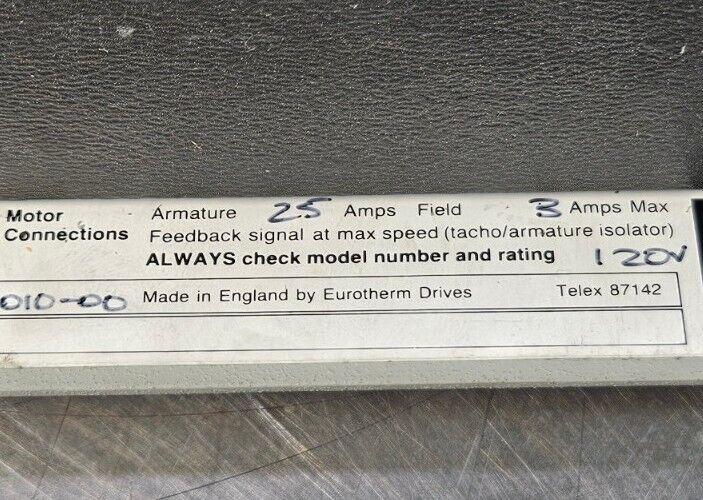 Motor Armature 25 Amps Field 3 Amps Max
Connections Feedback signal at max speed (tacho/armature isolator)
ALWAYS check model number and rating 120V
010-00 Made in England by Eurotherm Drives Telex 87142